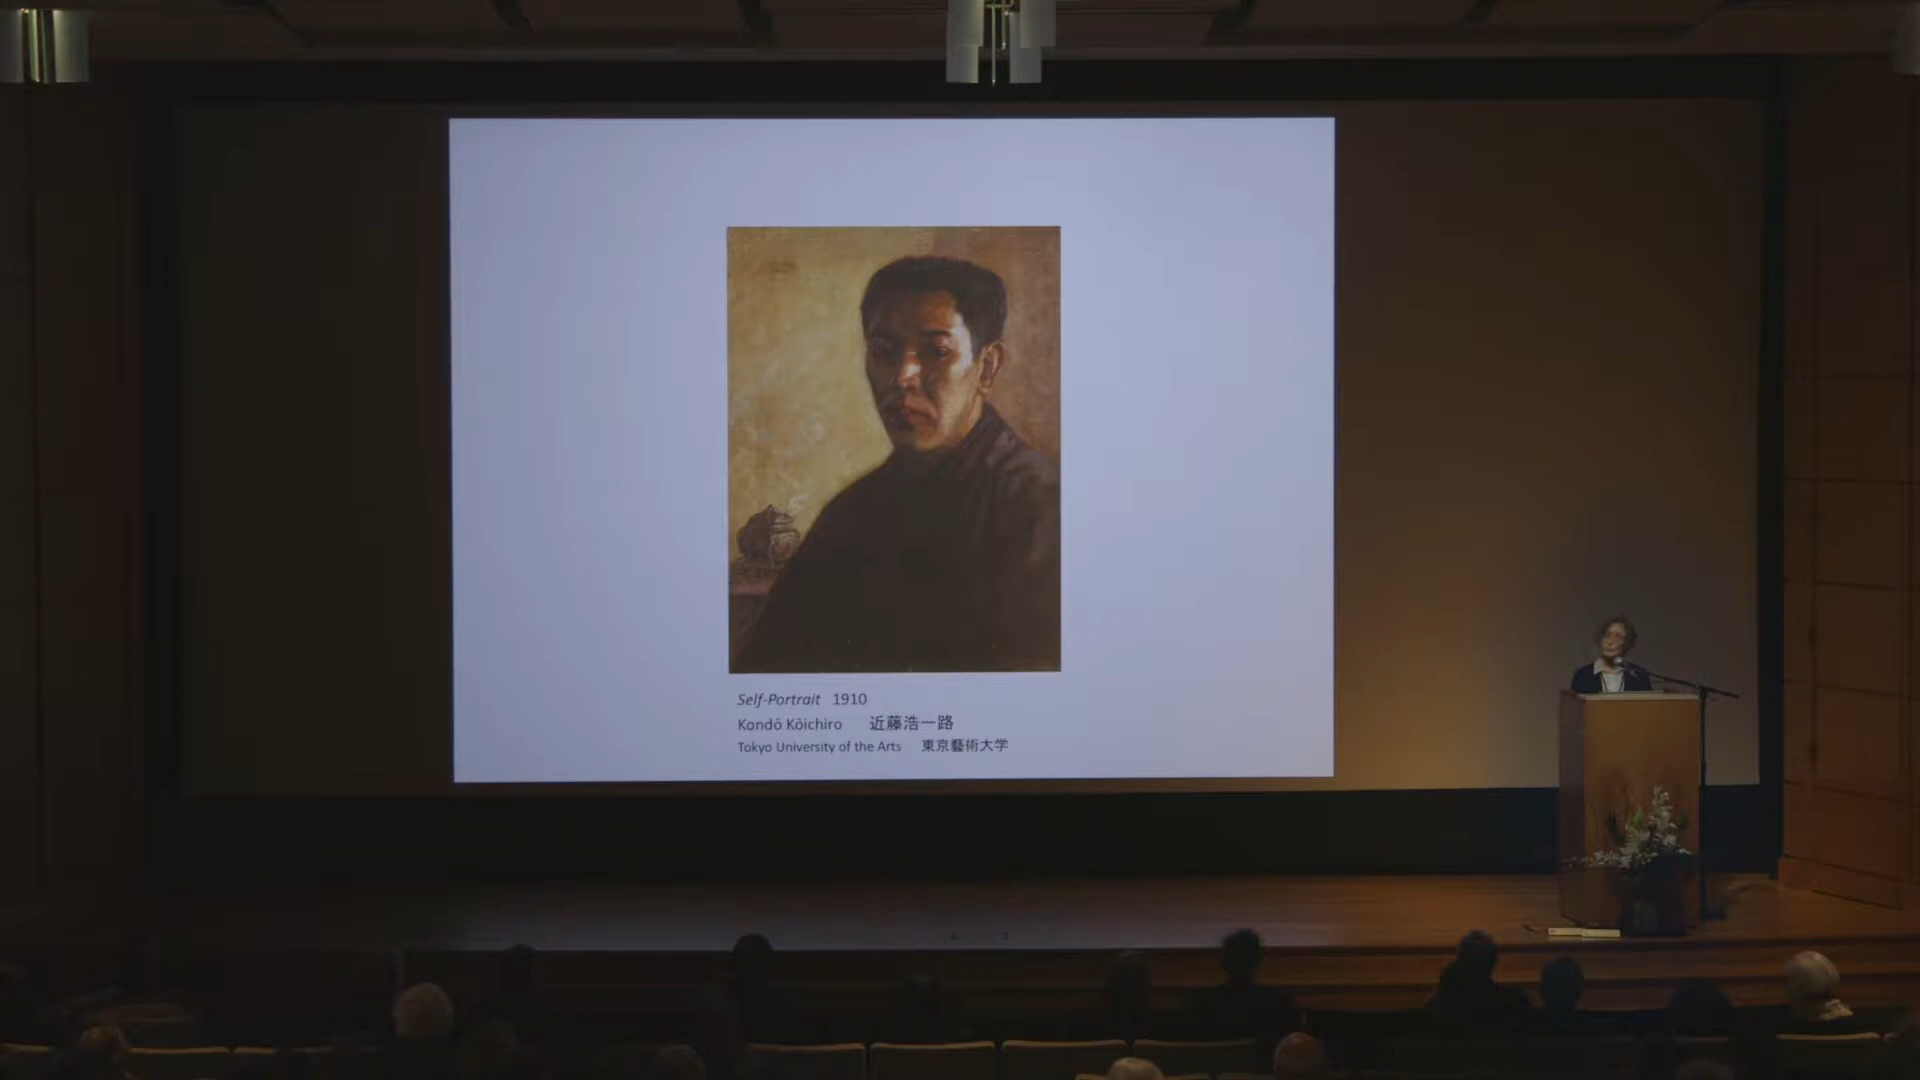 Self-Portrait 1910
Kondō Kōichiro 近藤浩一路
Tokyo University of the Arts 東京藝術大学